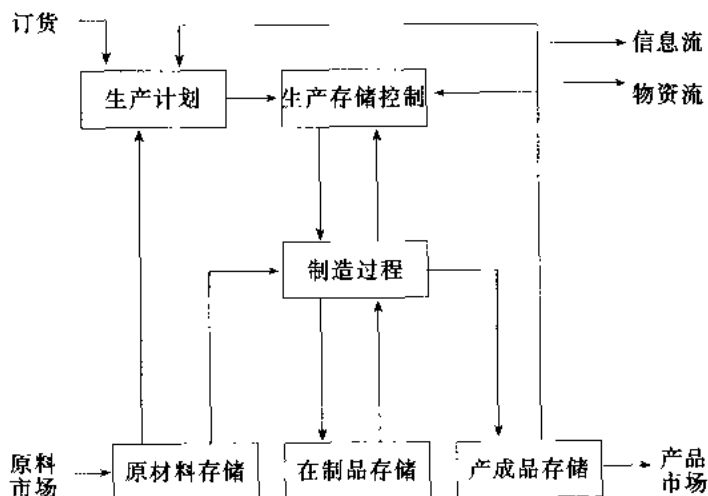 订货
信息流
生产计划
生产存储控制
物资流
制造过程
原料
市场
原材料存储
在制品存储
产成品存储
产品
市场